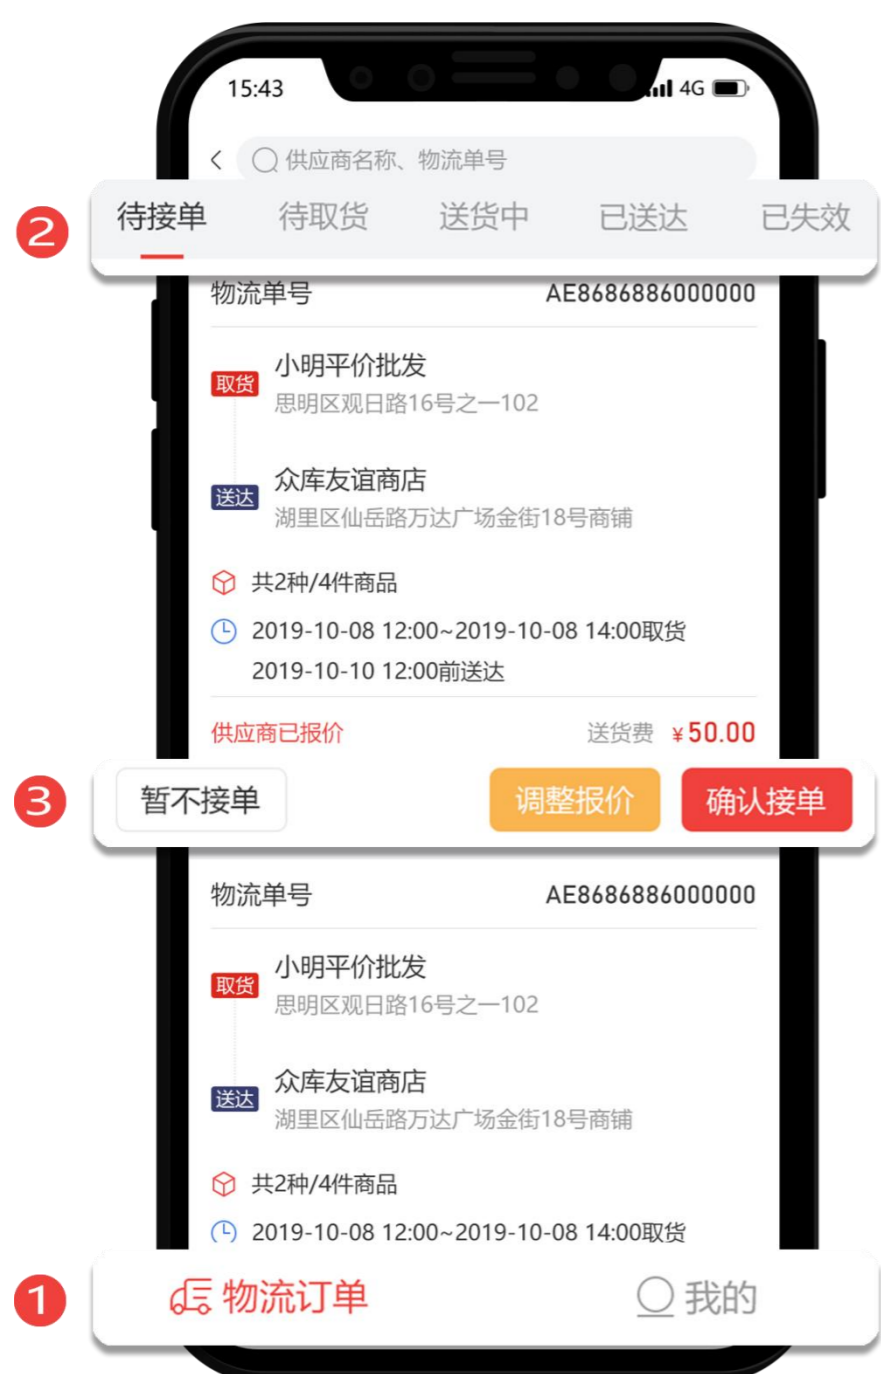 15:43 4G
供应商名称、物流单号
2 待接单 待取货 送货中 已送达 已失效
物流单号 AE8686886000000
取货 小明平价批发
思明区观日路16号之一102
送达 众库友谊商店
湖里区仙岳路万达广场金街18号商铺
共2种/4件商品
2019-10-08 12:00~2019-10-08 14:00取货
2019-10-10 12:00前送达
供应商已报价 送货费 ¥50.00
3 暂不接单 调整报价 确认接单
物流单号 AE8686886000000
取货 小明平价批发
思明区观日路16号之一102
送达 众库友谊商店
湖里区仙岳路万达广场金街18号商铺
共2种/4件商品
2019-10-08 12:00~2019-10-08 14:00取货
1 物流订单 我的